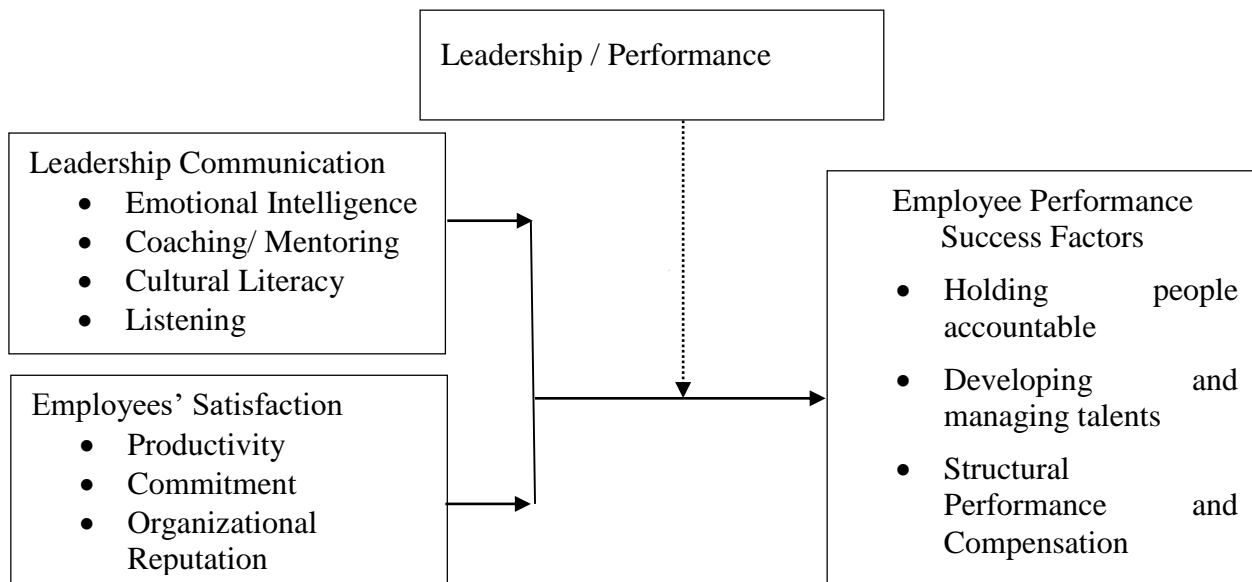 Leadership / Performance
Leadership Communication
• Emotional Intelligence
• Coaching/ Mentoring
• Cultural Literacy
• Listening
Employees’ Satisfaction
• Productivity
• Commitment
• Organizational
Reputation
Employee Performance
Success Factors
• Holding people
accountable
• Developing and
managing talents
• Structural
Performance and
Compensation